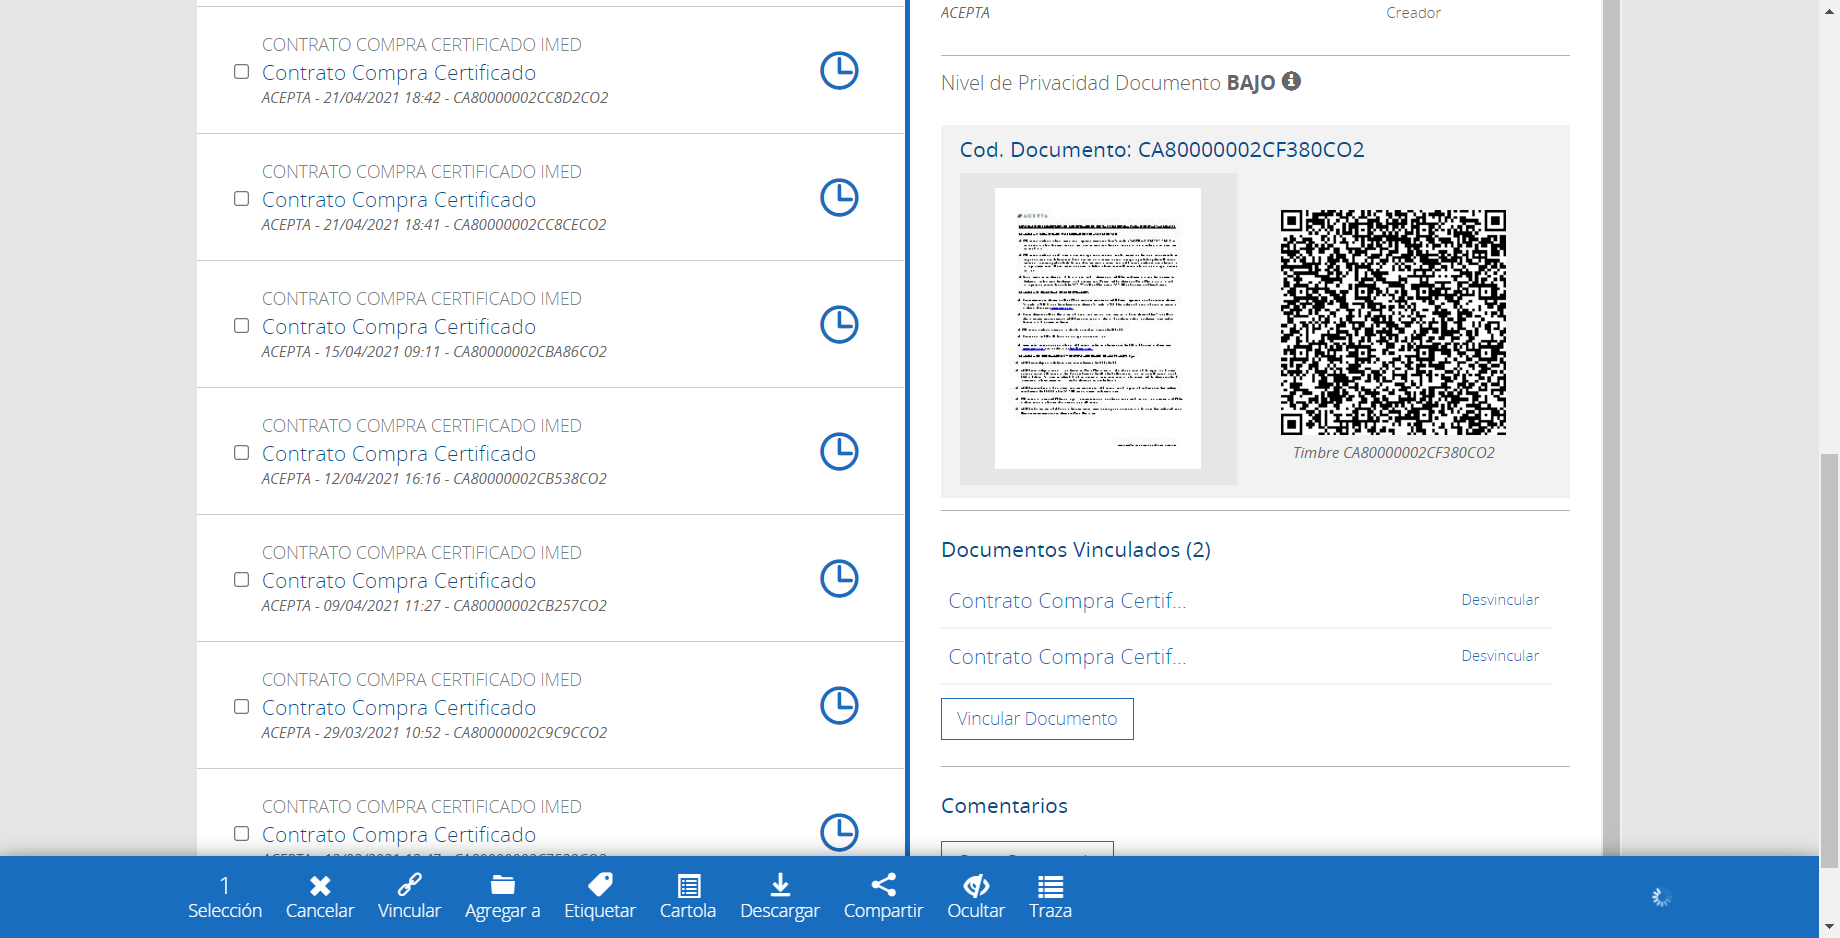 CONTRATO COMPRA CERTIFICADO IMED
Contrato Compra Certificado
ACEPTA - 21/04/2021 18:42 - CA80000002CC8D2CO2
CONTRATO COMPRA CERTIFICADO IMED
Contrato Compra Certificado
ACEPTA - 21/04/2021 18:41 - CA80000002CC8CECO2
CONTRATO COMPRA CERTIFICADO IMED
Contrato Compra Certificado
ACEPTA - 15/04/2021 09:11 - CA80000002CBA86CO2
CONTRATO COMPRA CERTIFICADO IMED
Contrato Compra Certificado
ACEPTA - 12/04/2021 16:16 - CA80000002CB538CO2
CONTRATO COMPRA CERTIFICADO IMED
Contrato Compra Certificado
ACEPTA - 09/04/2021 11:27 - CA80000002CB257CO2
CONTRATO COMPRA CERTIFICADO IMED
Contrato Compra Certificado
ACEPTA - 29/03/2021 10:52 - CA80000002C9C9CCO2
CONTRATO COMPRA CERTIFICADO IMED
Contrato Compra Certificado
ACEPTA Creador
Nivel de Privacidad Documento BAJO
Cod. Documento: CA80000002CF380CO2
ACEPTA
Timbre CA80000002CF380CO2
Documentos Vinculados (2)
Contrato Compra Certif... Desvincular
Contrato Compra Certif... Desvincular
Vincular Documento
Comentarios
1
Selección Cancelar Vincular Agregar a Etiquetar Cartola Descargar Compartir Ocultar Traza